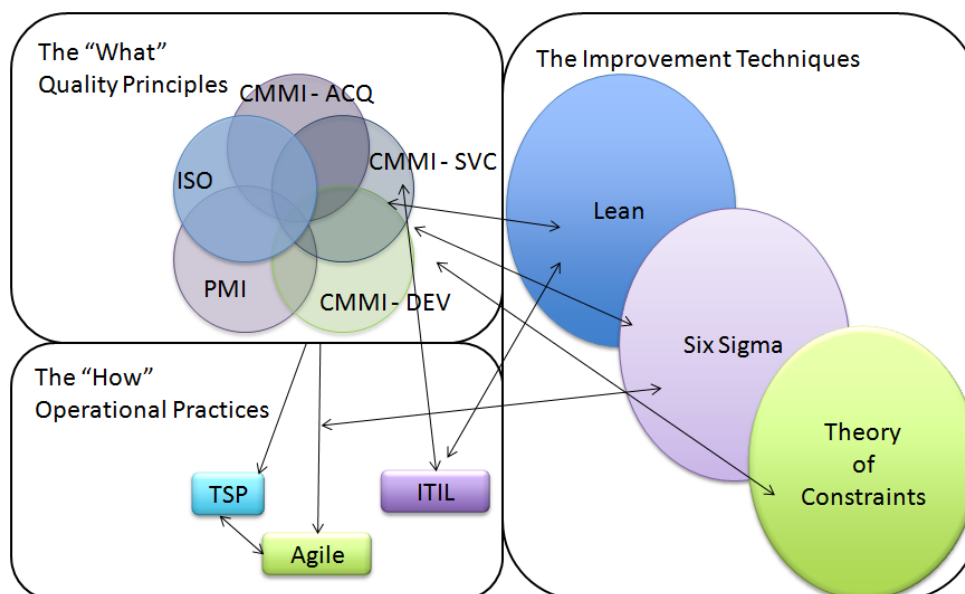 The “What”
Quality Principles
CMMI - ACQ
CMMI - SVC
ISO
PMI
CMMI - DEV
The Improvement Techniques
Lean
Six Sigma
Theory
of
Constraints
The “How”
Operational Practices
TSP
ITIL
Agile